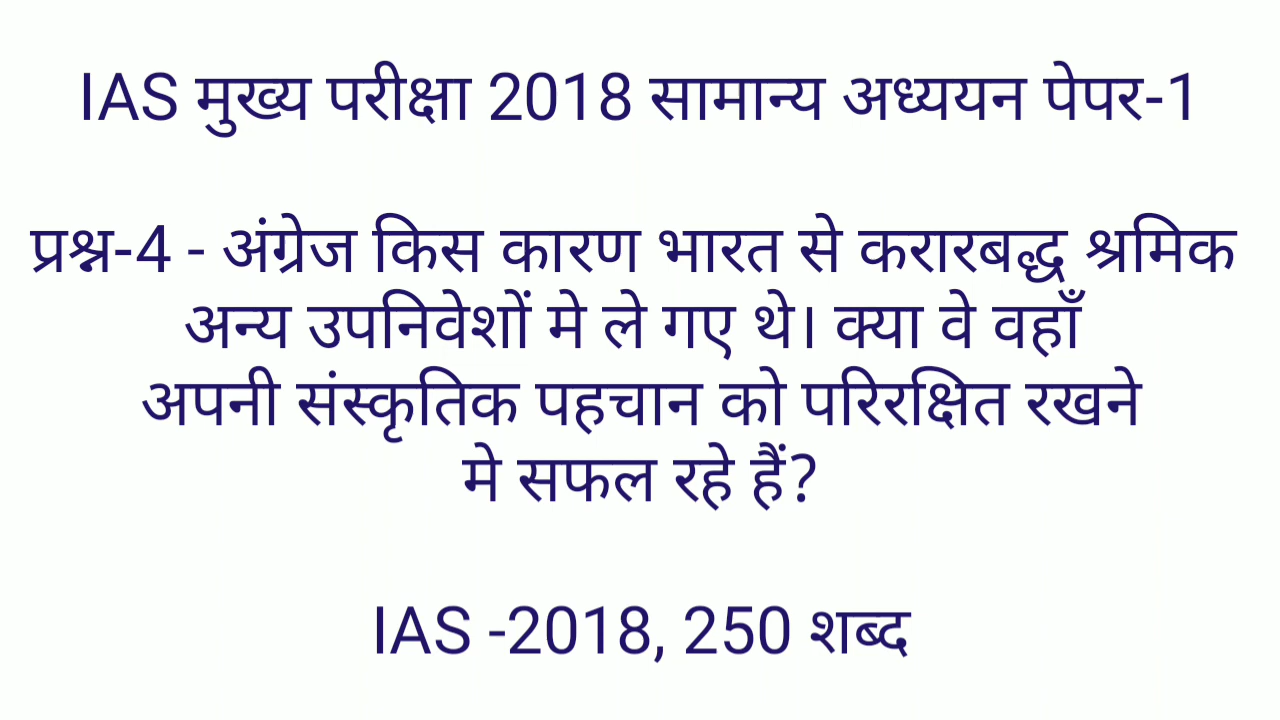 IAS मुख्य परीक्षा 2018 सामान्य अध्ययन पेपर-1
प्रश्न-4 - अंग्रेज किस कारण भारत से करारबद्ध श्रमिक
अन्य उपनिवेशों मे ले गए थे। क्या वे वहाँ
अपनी संस्कृतिक पहचान को परिरक्षित रखने
मे सफल रहे हैं?
IAS -2018, 250 शब्द